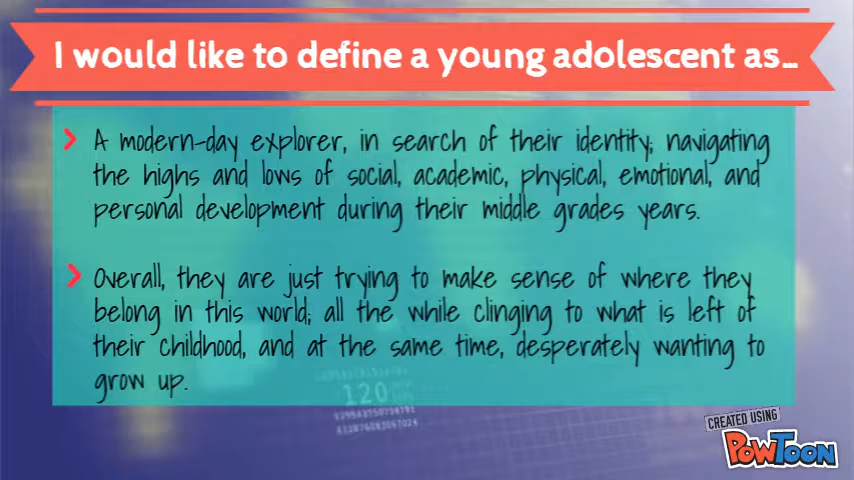 I would like to define a young adolescent as...
A modern-day explorer, in search of their identity; navigating
the highs and lows of social, academic, physical, emotional, and
personal development during their middle grades years.
Overall, they are just trying to make sense of where they
belong in this world; all the while clinging to what is left of
their childhood, and at the same time, desperately wanting to
grow up.
120
CREATED USING
POWTOON